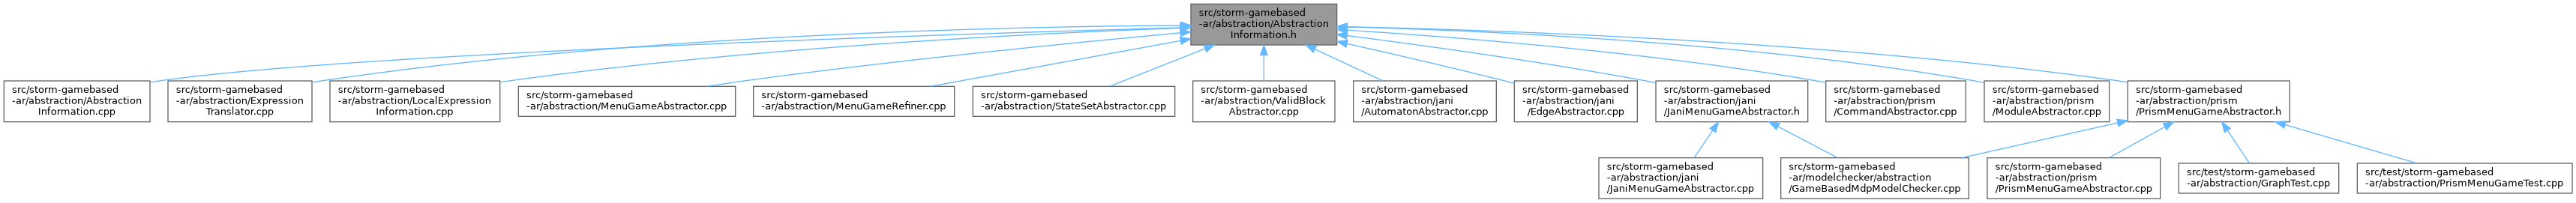 src/storm-gamebased
-ar/abstraction/Abstraction
Information.h
src/storm-gamebased
-ar/abstraction/Abstraction
Information.cpp
src/storm-gamebased
-ar/abstraction/Expression
Translator.cpp
src/storm-gamebased
-ar/abstraction/LocalExpression
Information.cpp
src/storm-gamebased
-ar/abstraction/MenuGameAbstractor.cpp
src/storm-gamebased
-ar/abstraction/MenuGameRefiner.cpp
src/storm-gamebased
-ar/abstraction/StateSetAbstractor.cpp
src/storm-gamebased
-ar/abstraction/ValidBlock
Abstractor.cpp
src/storm-gamebased
-ar/abstraction/jani
/AutomatonAbstractor.cpp
src/storm-gamebased
-ar/abstraction/jani
/EdgeAbstractor.cpp
src/storm-gamebased
-ar/abstraction/jani
/JaniMenuGameAbstractor.h
src/storm-gamebased
-ar/abstraction/prism
/CommandAbstractor.cpp
src/storm-gamebased
-ar/abstraction/prism
/ModuleAbstractor.cpp
src/storm-gamebased
-ar/abstraction/prism
/PrismMenuGameAbstractor.h
src/storm-gamebased
-ar/abstraction/jani
/JaniMenuGameAbstractor.cpp
src/storm-gamebased
-ar/modelchecker/abstraction
/GameBasedMdpModelChecker.cpp
src/storm-gamebased
-ar/abstraction/prism
/PrismMenuGameAbstractor.cpp
src/test/storm-gamebased
-ar/abstraction/GraphTest.cpp
src/test/storm-gamebased
-ar/abstraction/PrismMenuGameTest.cpp